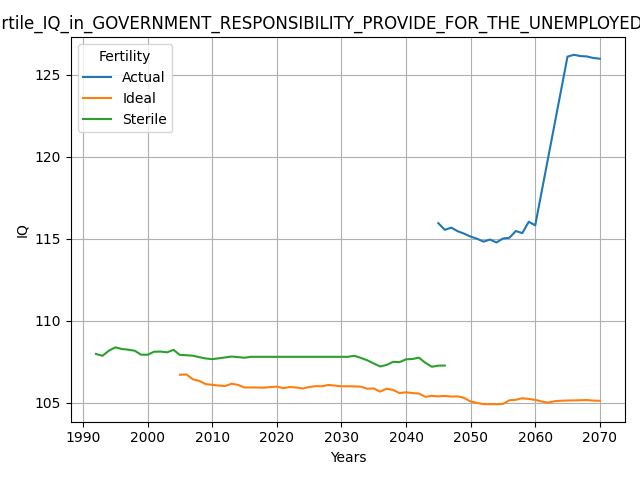 rtile_IQ_in_GOVERNMENT_RESPONSIBILITY_PROVIDE_FOR_THE_UNEMPLOYED
Fertility
Actual
Ideal
Sterile
125
120
115
110
105
IQ
1990 2000 2010 2020 2030 2040 2050 2060 2070
Years